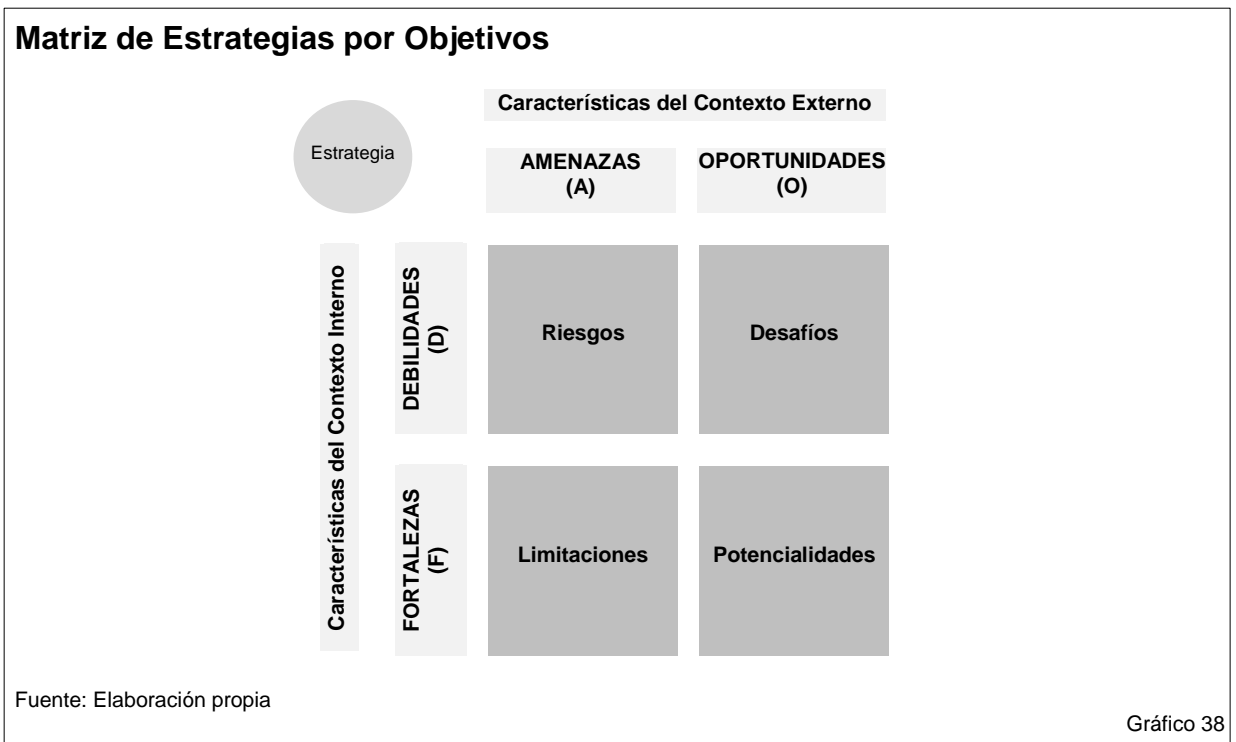 Matriz de Estrategias por Objetivos
Características del Contexto Externo
Estrategia
AMENAZAS
(A)
OPORTUNIDADES
(O)
Características del Contexto Interno
DEBILIDADES
(D)
Riesgos
Desafíos
FORTALEZAS
(F)
Limitaciones
Potencialidades
Fuente: Elaboración propia
Gráfico 38